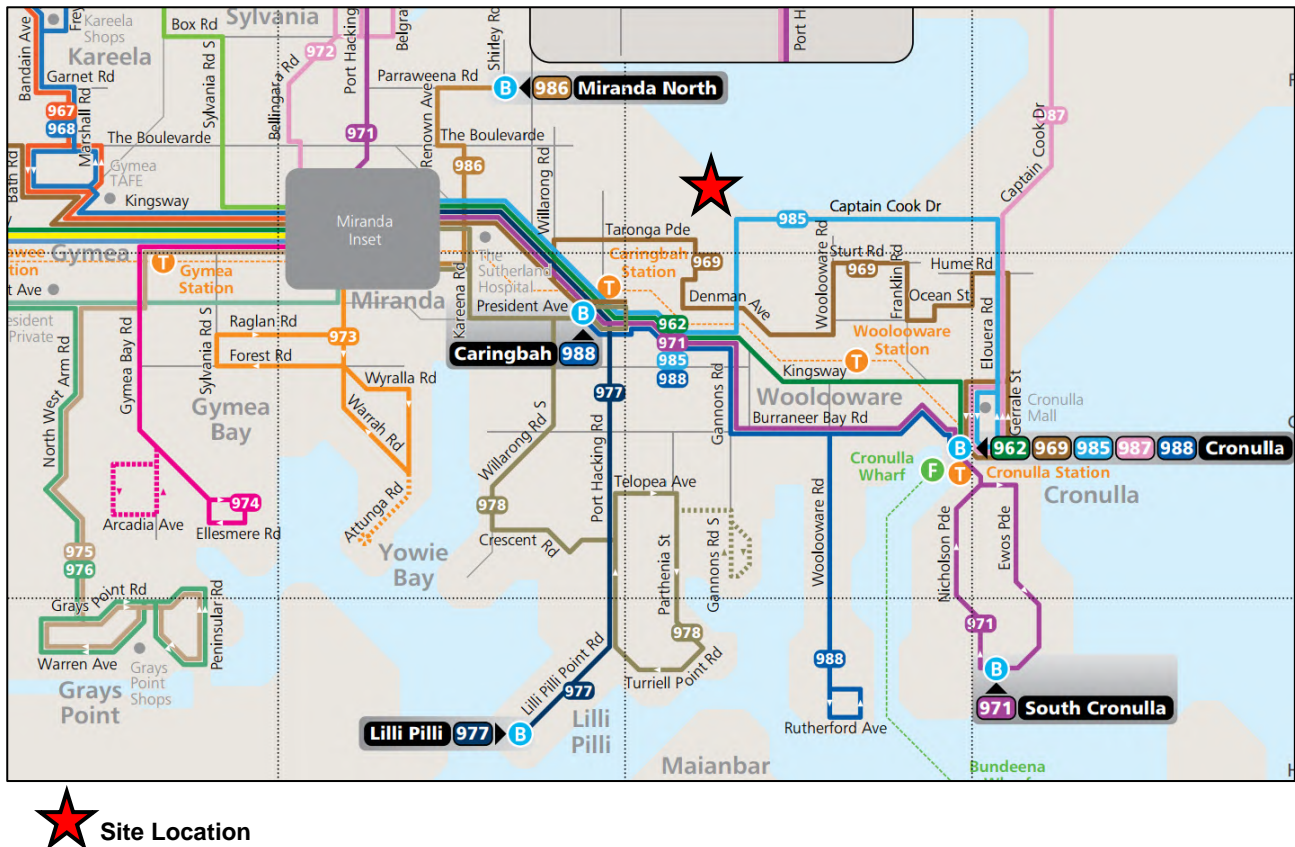 Frey
Kareela
Shops
Kareela
Bandain Ave
Garnet Rd
967
968
Marshall Rd
The Boulevarde
Gymea
TAFE
Bath Rd
Kingsway
Box Rd
Sylvania
Sylvania Rd S
972
Bellingara Rd
Port Hacking
Belgra
971
Parraweena Rd
Shirley Rd
B
986 Miranda North
Renown Ave
The Boulevarde
986
Willarong Rd
Port H
Captain Cook Dr
987
Miranda
Inset
Miranda
The
Sutherland
Hospital
Kareena Rd
Taronga Pde
Caringbah
Station
T
969
Denman Ave
985
Captain Cook Dr
Woolooware Rd
Sturt Rd
969
Franklin Rd
Hume Rd
Ocean St
Elouera Rd
Gerrale St
Woolooware
Station
T
Kingsway
Woolooware
Burraneer Bay Rd
Cronulla
Mall
President Ave
B
Caringbah 988
962
971
985
988
Gannons Rd
Gymea
awee
tion
t Ave
esident
Private
T
Gymea
Station
Gymea Bay Rd
Sylvania Rd S
Raglan Rd
Forest Rd
973
Wyralla Rd
Warrah Rd
Attunga Rd
Gymea
Bay
North West Arm Rd
Arcadia Ave
974
Ellesmere Rd
975
976
Grays Point Rd
Peninsular Rd
Warren Ave
Grays
Point
Shops
Grays
Point
Yowie
Bay
977
Willarong Rd S
978
Crescent Rd
Port Hacking Rd
Telopea Ave
Parthenia St
Gannons Rd S
978
Turriell Point Rd
Lilli Pilli Point Rd
977
Lilli Pilli 977
B
Lilli
Pilli
Maianbar
Woolooware Rd
988
Rutherford Ave
B
962 969 985 987 988 Cronulla
Cronulla
Wharf
F
T
Cronulla Station
Cronulla
Nicholson Pde
Ewos Pde
971
B
971 South Cronulla
Bundeena
Site Location